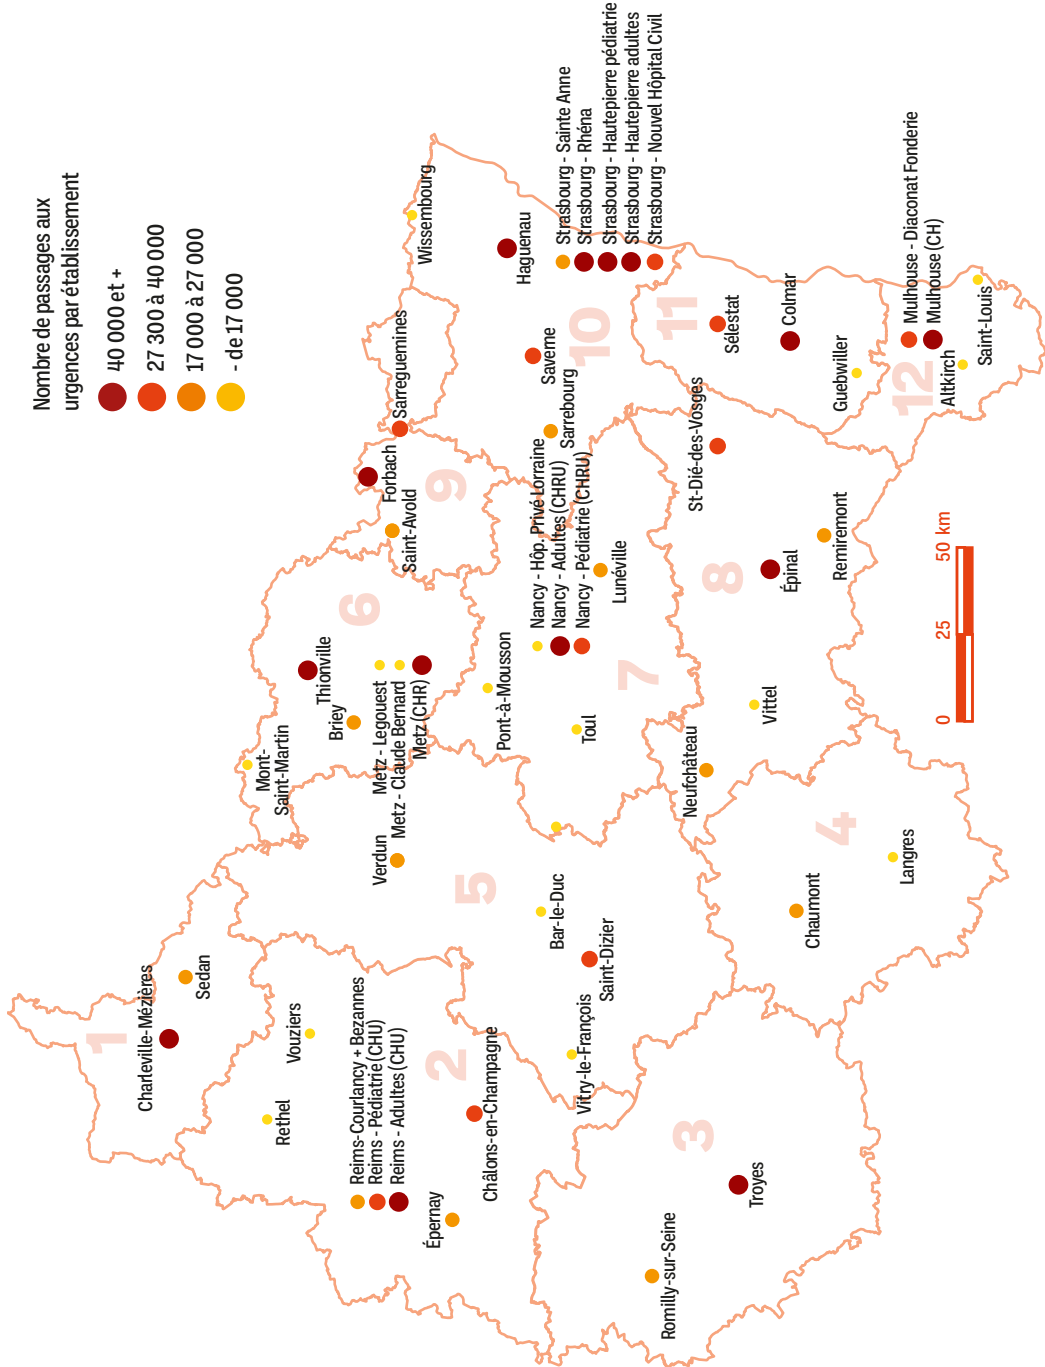 Nombre de passages aux
urgences par établissement
40 000 et +
27 300 à 40 000
17 000 à 27 000
- de 17 000
1
Charleville-Mézières
Sedan
2
Rethel
Vouziers
Reims-Courlancy + Bezannes
Reims - Pédiatrie (CHU)
Reims - Adultes (CHU)
Épernay
Châlons-en-Champagne
3
Romilly-sur-Seine
Troyes
4
Chaumont
Langres
5
Verdun
Bar-le-Duc
Saint-Dizier
Vitry-le-François
6
Mont-
Saint-Martin
Thionville
Briey
Metz - Legouest
Metz - Claude Bernard
Metz (CHR)
7
Pont-à-Mousson
Toul
Nancy - Hôp. Privé Lorraine
Nancy - Adultes (CHRU)
Nancy - Pédiatrie (CHRU)
Lunéville
8
Neufchâteau
Vittel
Épinal
Remiremont
St-Dié-des-Vosges
9
Forbach
Saint-Avold
Sarreguemines
10
Wissembourg
Haguenau
Saverne
Sarrebourg
Strasbourg - Sainte Anne
Strasbourg - Rhéna
Strasbourg - Hautepierre pédiatrie
Strasbourg - Hautepierre adultes
Strasbourg - Nouvel Hôpital Civil
11
Sélestat
Colmar
Guebwiller
12
Mulhouse - Diaconat Fonderie
Mulhouse (CH)
Altkirch
Saint-Louis
0
25
50 km